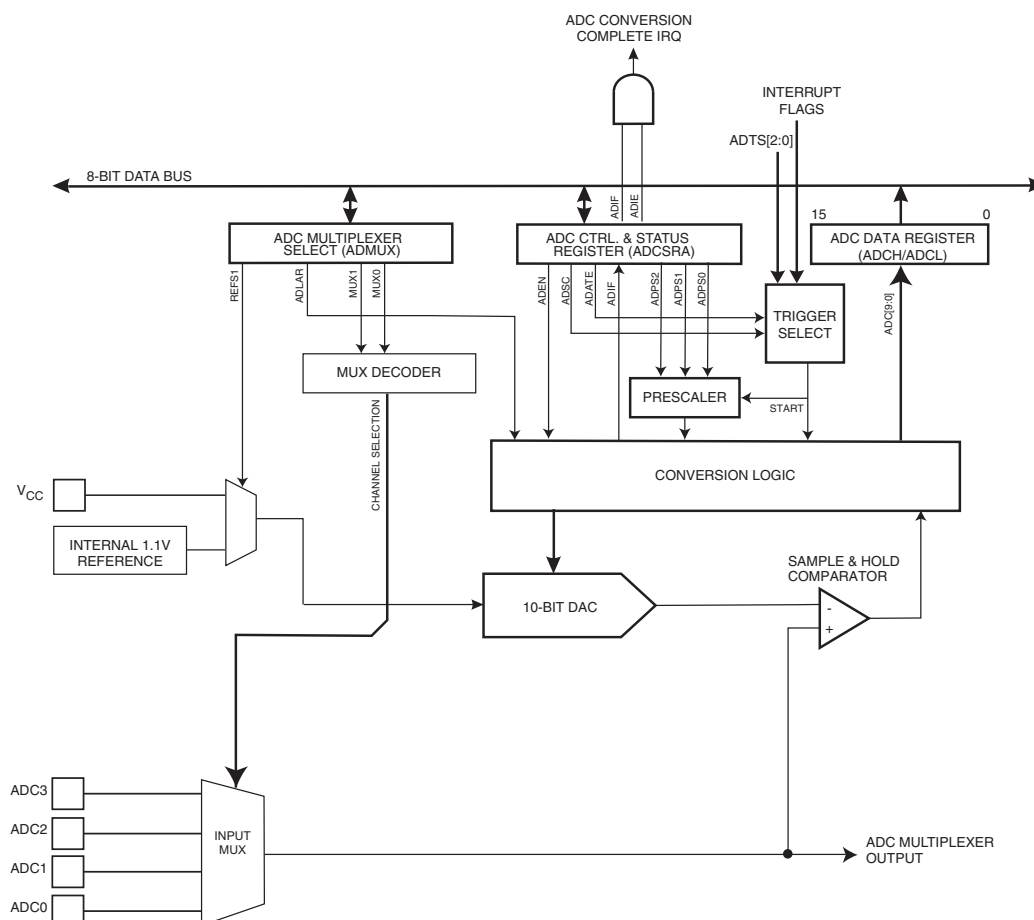 ADC CONVERSION
COMPLETE IRQ
INTERRUPT
FLAGS
ADTS[2:0]
8-BIT DATA BUS
ADIF
ADIE
15
0
ADC MULTIPLEXER
SELECT (ADMUX)
ADC CTRL. & STATUS
REGISTER (ADCSRA)
ADC DATA REGISTER
(ADCH/ADCL)
REFS1
ADLAR
MUX1
MUX0
ADEN
ADSC
ADATE
ADIF
ADPS2
ADPS1
ADPS0
ADC[9:0]
TRIGGER
SELECT
MUX DECODER
PRESCALER
START
CHANNEL SELECTION
CONVERSION LOGIC
VCC
INTERNAL 1.1V
REFERENCE
SAMPLE & HOLD
COMPARATOR
10-BIT DAC
-
+
ADC3
ADC2
ADC1
ADC0
INPUT
MUX
ADC MULTIPLEXER
OUTPUT